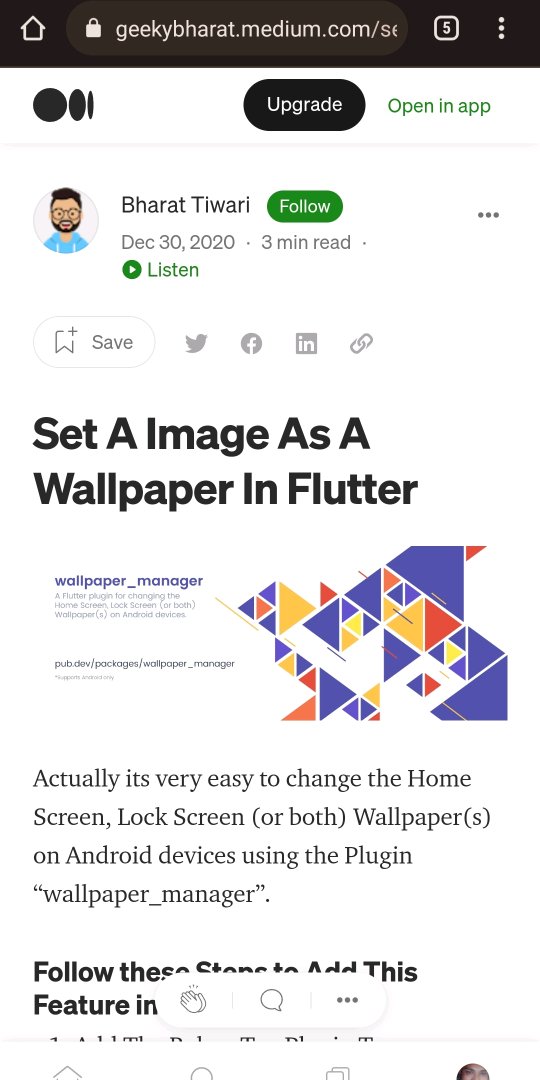 geekybharat.medium.com/se
5
Upgrade
Open in app
Bharat Tiwari
Follow
Dec 30, 2020 · 3 min read ·
Listen
Save
Set A Image As A
Wallpaper In Flutter
wallpaper_manager
A Flutter plugin for changing the
Home Screen, Lock Screen (or both)
Wallpaper(s) on Android devices.
pub.dev/packages/wallpaper_manager
*Supports Android only
Actually its very easy to change the Home
Screen, Lock Screen (or both) Wallpaper(s)
on Android devices using the Plugin
“wallpaper_manager”.
Follow these Steps to Add This
Feature in
1. Add The